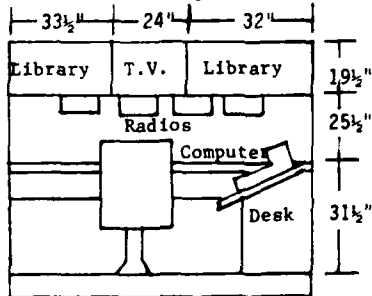 33½" 24" 32"
Library T.V. Library 19½"
Radios 25½"
Computer
Desk 31½"